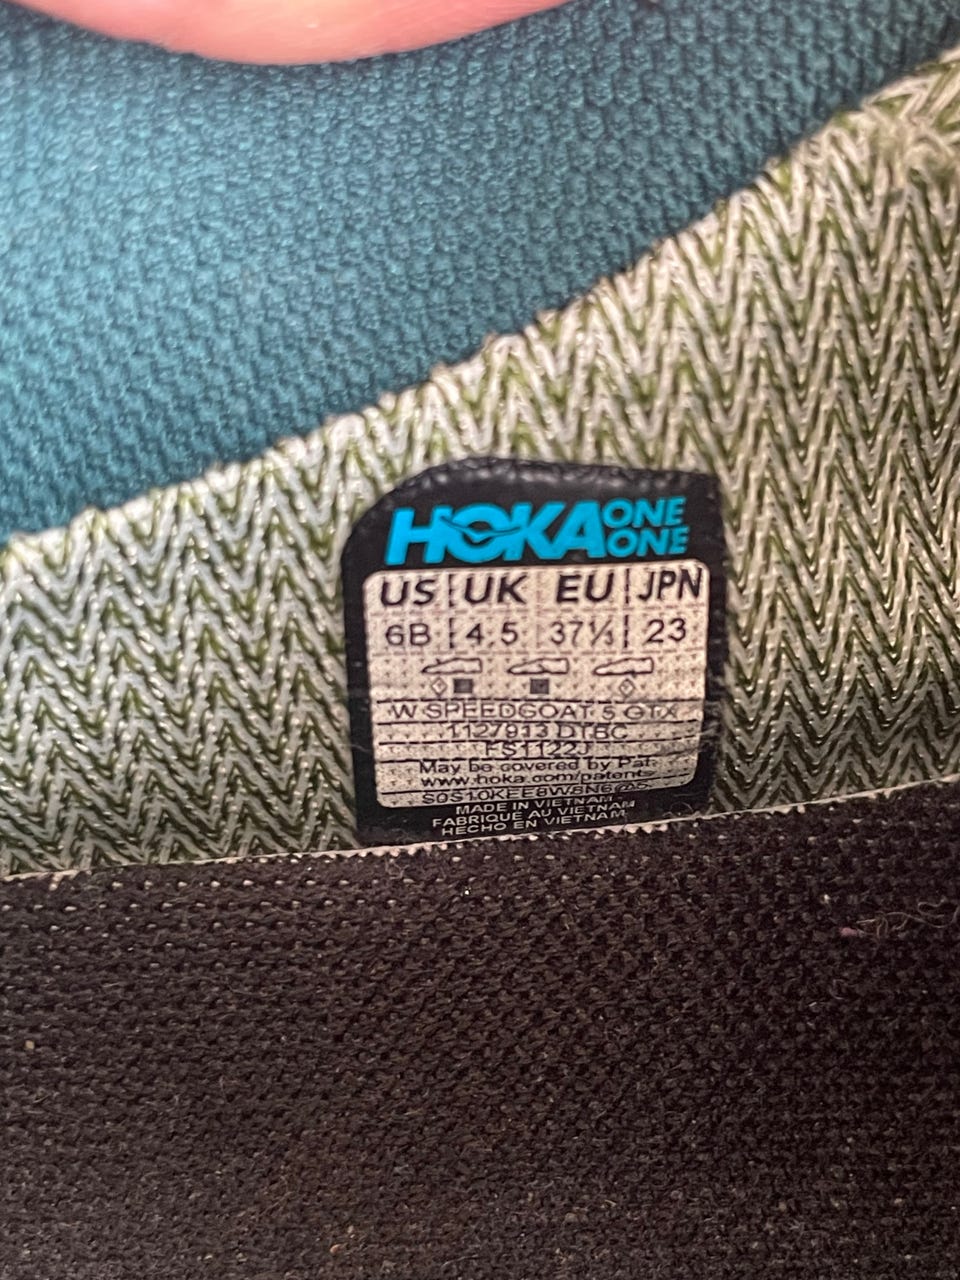 HOKA ONE ONE
US UK EU JPN
6B 4.5 37⅓ 23
W SPEEDGOAT 5 GTX
1127913 DTBC
FS1122J
May be covered by Pat.
www.hoka.com/patents
MADE IN VIETNAM
FABRIQUE AU VIETNAM
HECHO EN VIETNAM